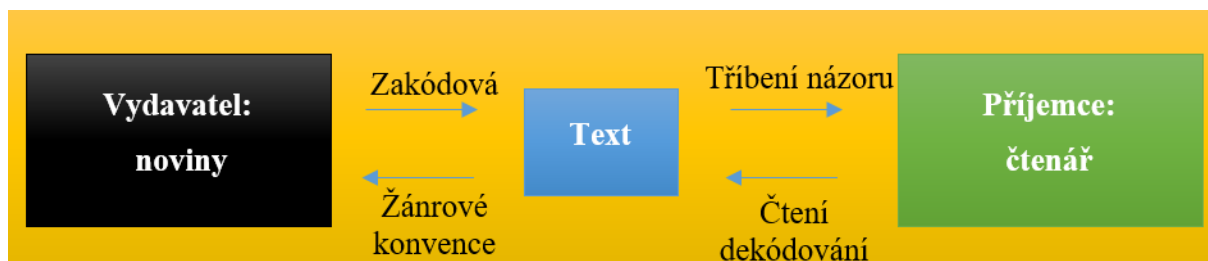 Vydavatel:
noviny
Zakódová
Žánrové
konvence
Text
Tříbení názoru
Čtení
dekódování
Příjemce:
čtenář